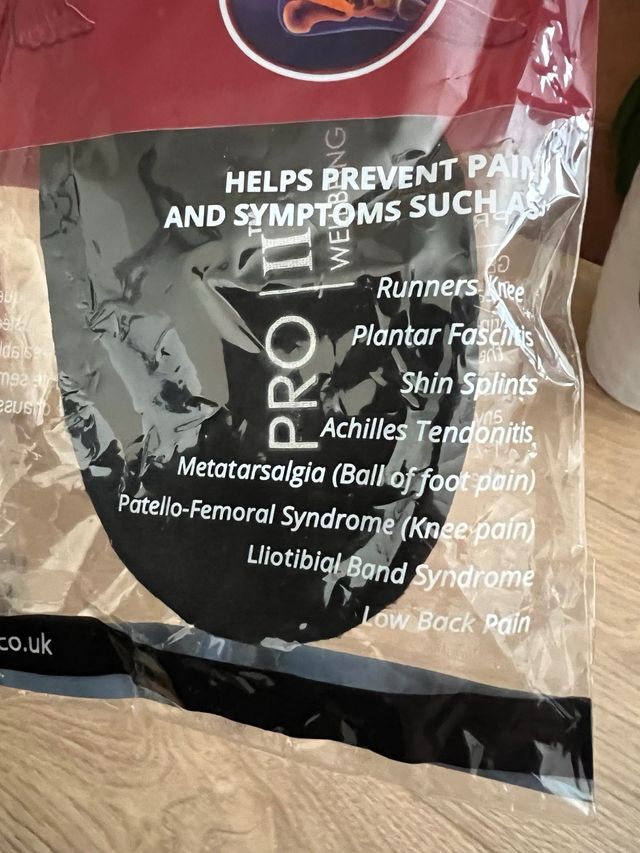 HELPS PREVENT PAIN
AND SYMPTOMS SUCH AS
Runners Knee
Plantar Fasciitis
Shin Splints
Achilles Tendonitis
Metatarsalgia (Ball of foot pain)
Patello-Femoral Syndrome (Knee pain)
Lliotibial Band Syndrome
Low Back Pain
PRO II
WELLBEING
co.uk